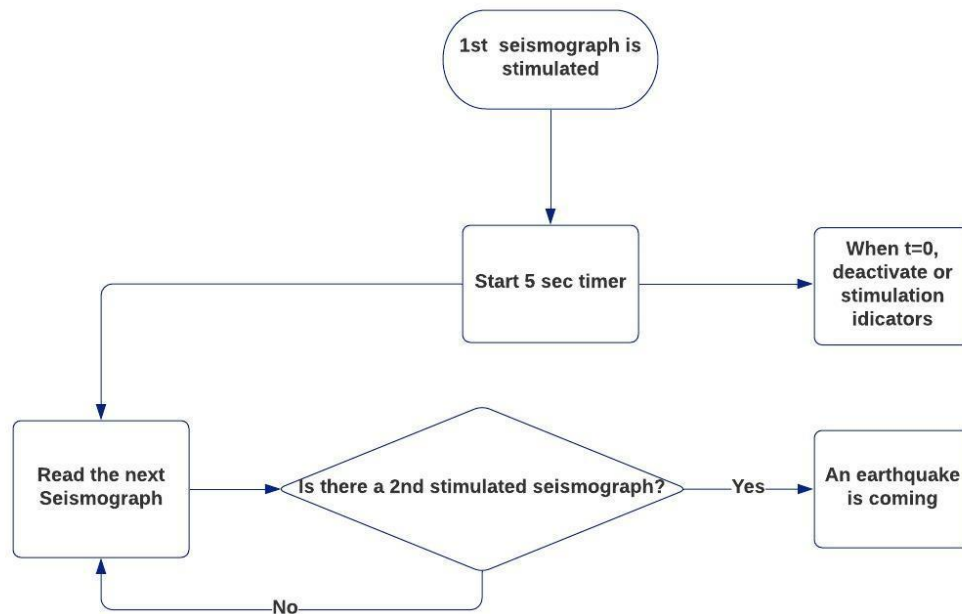 1st seismograph is
stimulated
Start 5 sec timer
When t=0,
deactivate or
stimulation
idicators
Read the next
Seismograph
Is there a 2nd stimulated seismograph?
Yes
An earthquake
is coming
No